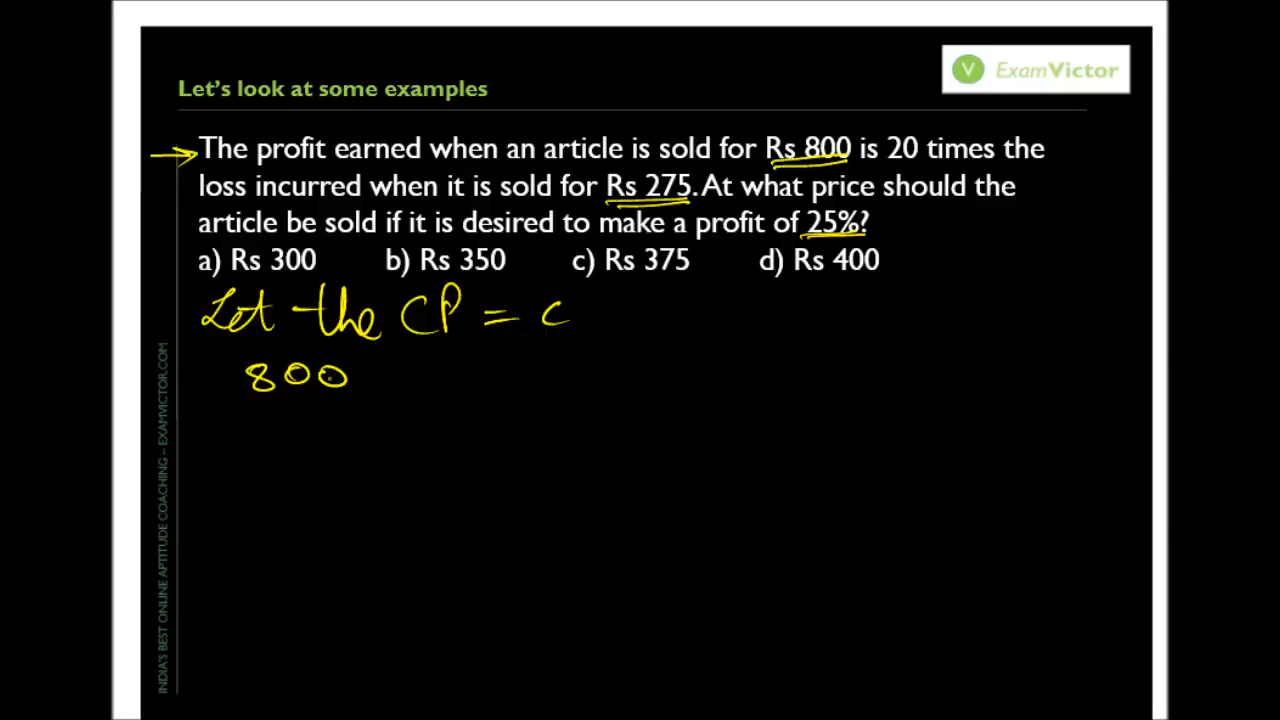 V ExamVictor
Let's look at some examples
The profit earned when an article is sold for Rs 800 is 20 times the
loss incurred when it is sold for Rs 275. At what price should the
article be sold if it is desired to make a profit of 25%?
a) Rs 300 b) Rs 350 c) Rs 375 d) Rs 400
Let the CP = C
800
INDIA'S BEST ONLINE APTITUDE COACHING – EXAMVICTOR.COM